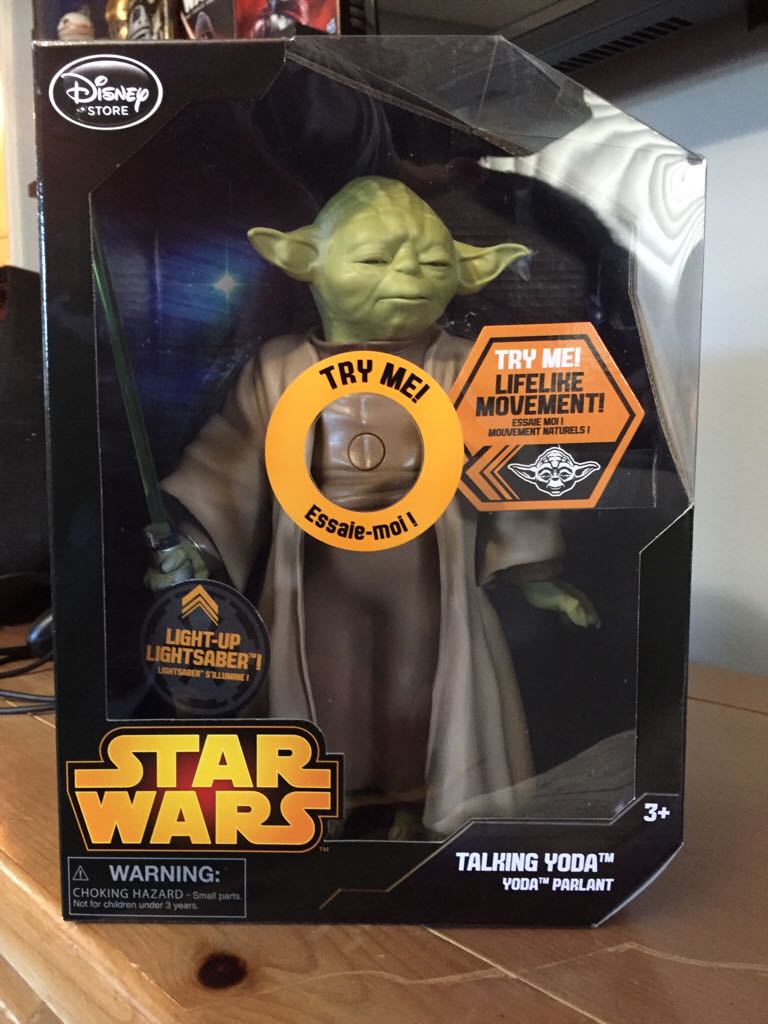 Disney
STORE
TRY ME!
Essaie-moi !
TRY ME!
LIFELIKE
MOVEMENT!
ESSAIE MOI !
MOUVEMENT NATURELS !
LIGHT-UP
LIGHTSABER™!
LIGHTSABER™ S'ILLUMINE !
STAR
WARS™
⚠ WARNING:
CHOKING HAZARD - Small parts.
Not for children under 3 years.
3+
TALKING YODA™
YODA™ PARLANT